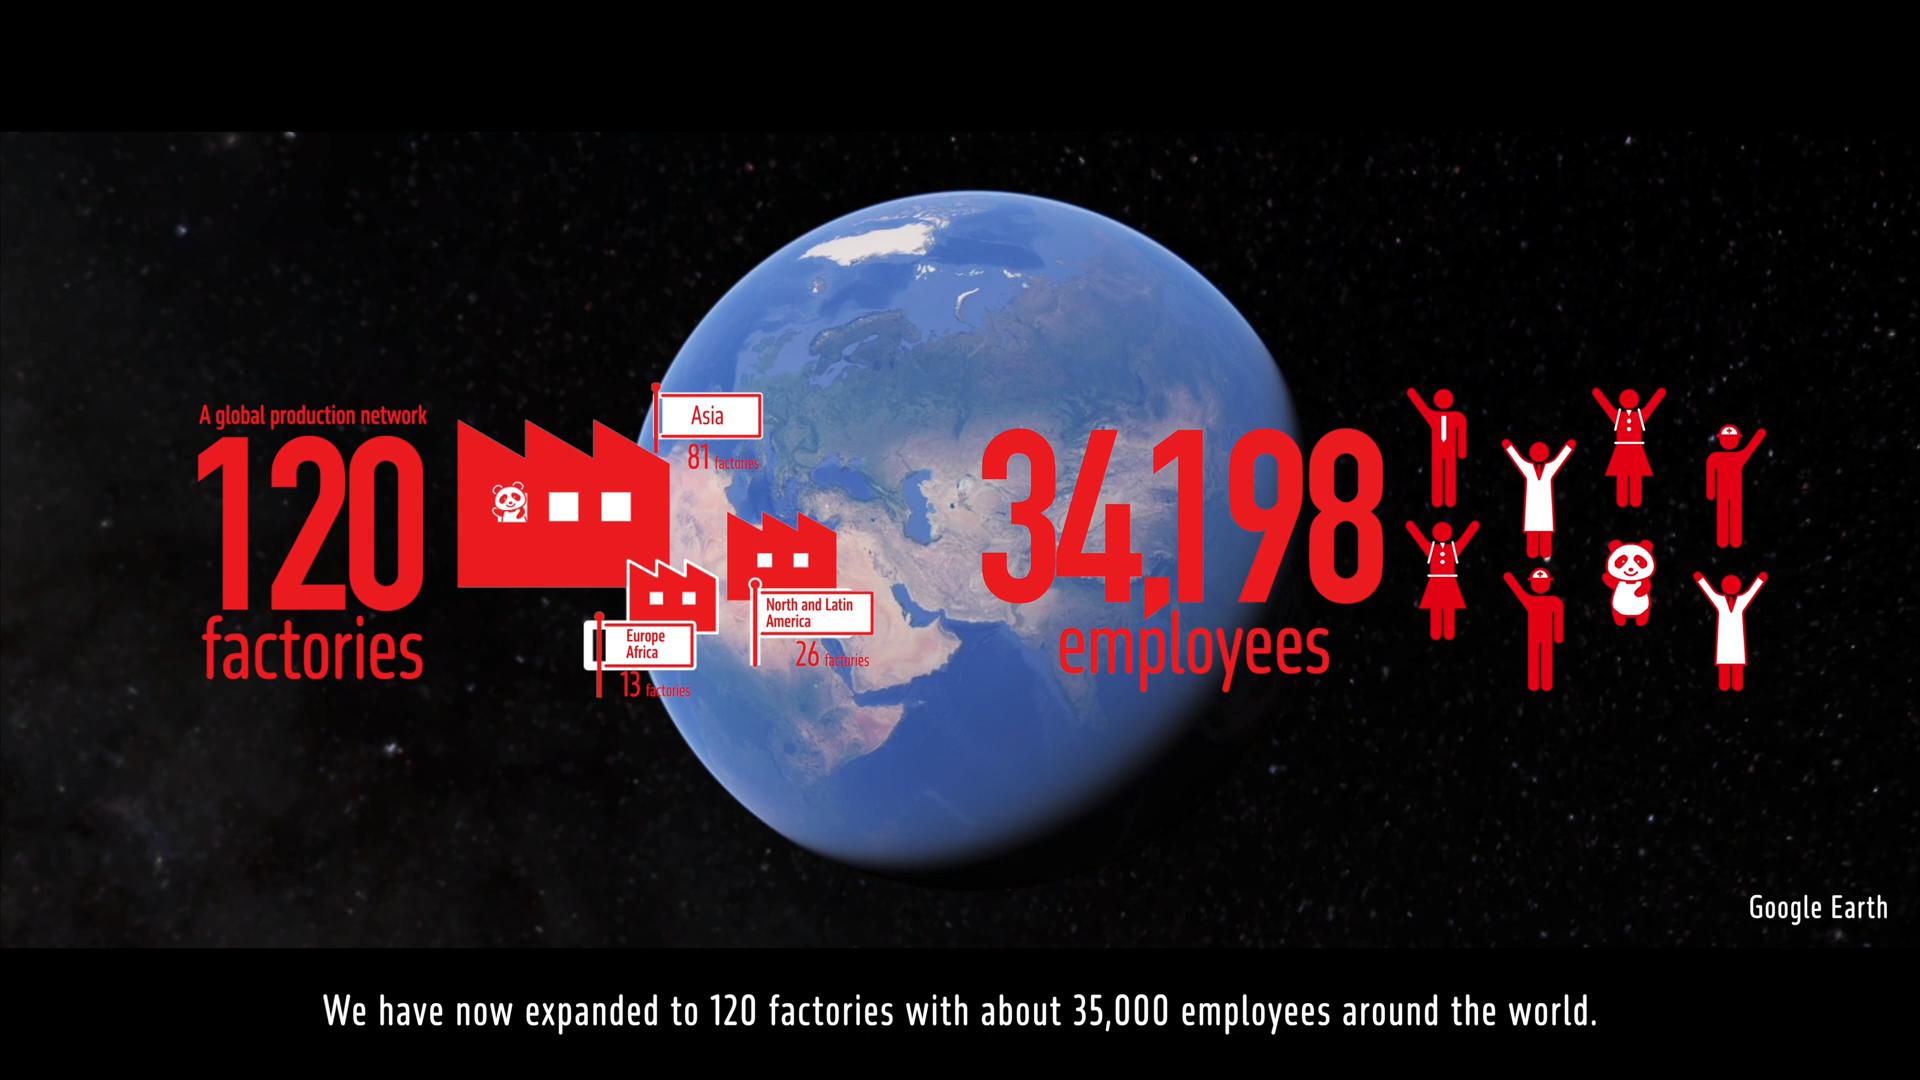 A global production network
120
factories
Asia
81 factories
North and Latin
America
26 factories
Europe
Africa
13 factories
34,198
employees
Google Earth
We have now expanded to 120 factories with about 35,000 employees around the world.